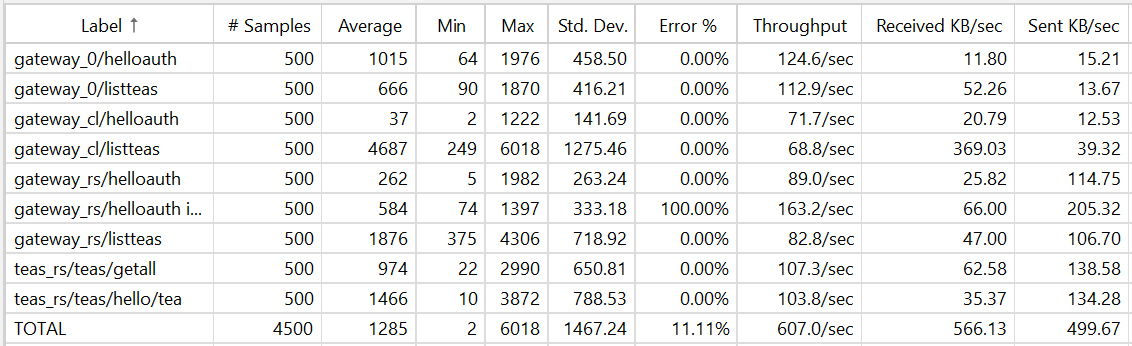 Label ↑ # Samples Average Min Max Std. Dev. Error % Throughput Received KB/sec Sent KB/sec
gateway_0/helloauth 500 1015 64 1976 458.50 0.00% 124.6/sec 11.80 15.21
gateway_0/listteas 500 666 90 1870 416.21 0.00% 112.9/sec 52.26 13.67
gateway_cl/helloauth 500 37 2 1222 141.69 0.00% 71.7/sec 20.79 12.53
gateway_cl/listteas 500 4687 249 6018 1275.46 0.00% 68.8/sec 369.03 39.32
gateway_rs/helloauth 500 262 5 1982 263.24 0.00% 89.0/sec 25.82 114.75
gateway_rs/helloauth i... 500 584 74 1397 333.18 100.00% 163.2/sec 66.00 205.32
gateway_rs/listteas 500 1876 375 4306 718.92 0.00% 82.8/sec 47.00 106.70
teas_rs/teas/getall 500 974 22 2990 650.81 0.00% 107.3/sec 62.58 138.58
teas_rs/teas/hello/tea 500 1466 10 3872 788.53 0.00% 103.8/sec 35.37 134.28
TOTAL 4500 1285 2 6018 1467.24 11.11% 607.0/sec 566.13 499.67